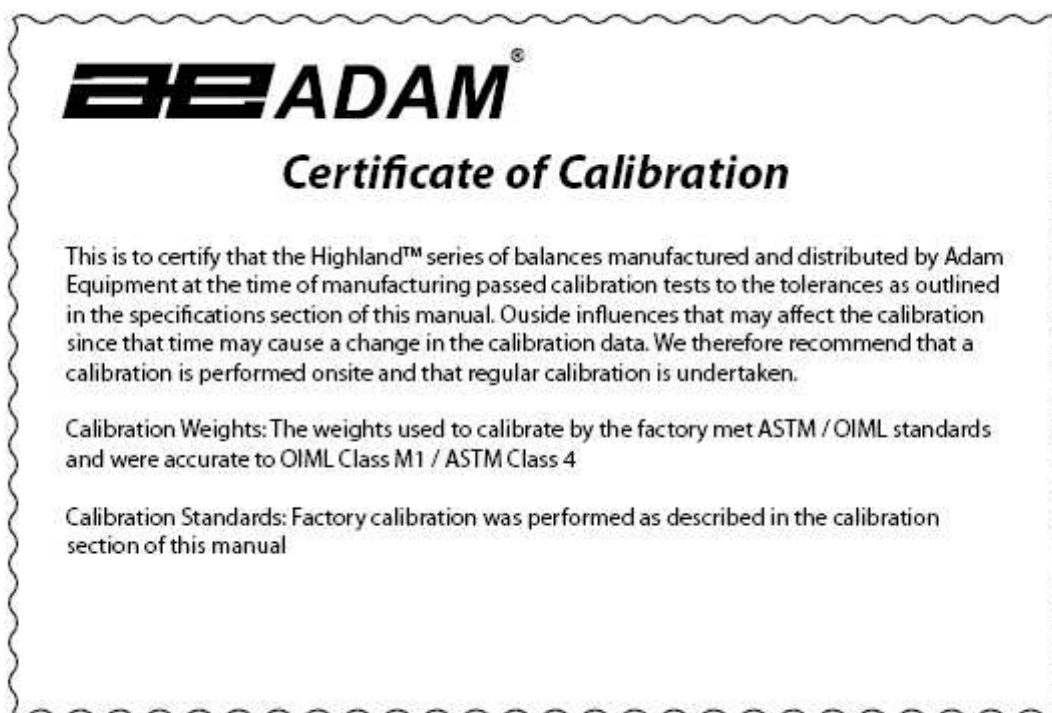 ae ADAM®
Certificate of Calibration
This is to certify that the Highland™ series of balances manufactured and distributed by Adam
Equipment at the time of manufacturing passed calibration tests to the tolerances as outlined
in the specifications section of this manual. Ouside influences that may affect the calibration
since that time may cause a change in the calibration data. We therefore recommend that a
calibration is performed onsite and that regular calibration is undertaken.
Calibration Weights: The weights used to calibrate by the factory met ASTM / OIML standards
and were accurate to OIML Class M1 / ASTM Class 4
Calibration Standards: Factory calibration was performed as described in the calibration
section of this manual